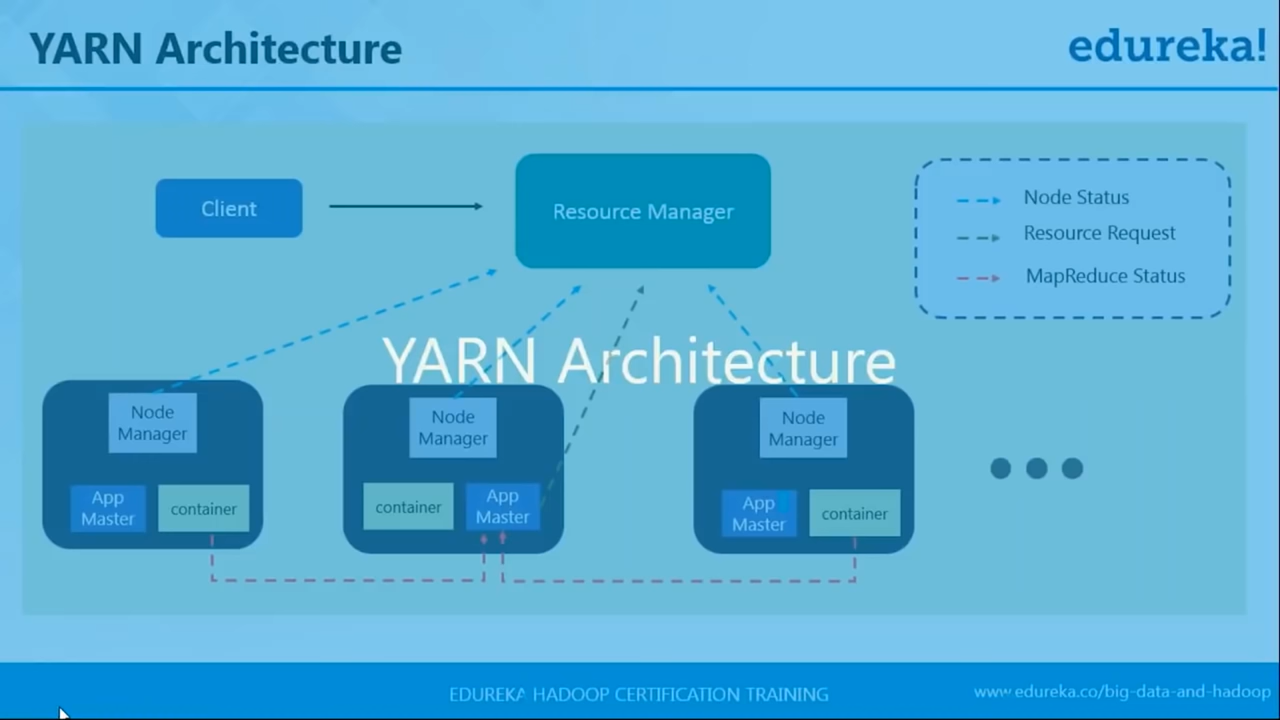 YARN Architecture
edureka!
Client
Resource Manager
Node Status
Resource Request
MapReduce Status
YARN Architecture
Node
Manager
App
Master
container
Node
Manager
container
App
Master
Node
Manager
App
Master
container
EDUREKA HADOOP CERTIFICATION TRAINING
www.edureka.co/big-data-and-hadoop